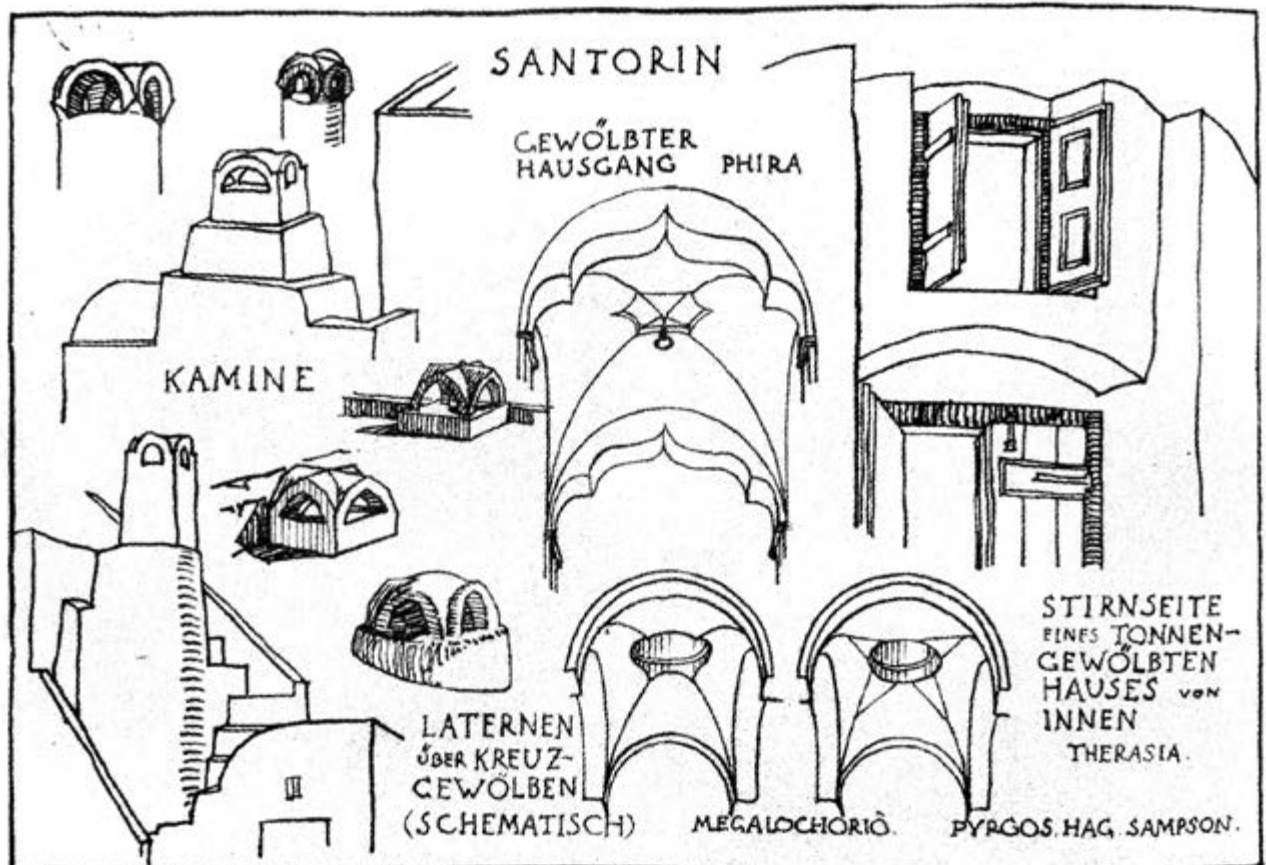 SANTORIN
GEWÖLBTER
HAUSGANG PHIRA
KAMINE
LATERNEN
ÜBER KREUZ-
GEWÖLBEN
(SCHEMATISCH)
MEGALOCHORIÒ.
PYRGOS. HAG. SAMPSON.
STIRNSEITE
EINES TONNEN-
GEWÖLBTEN
HAUSES VON
INNEN
THERASIA.